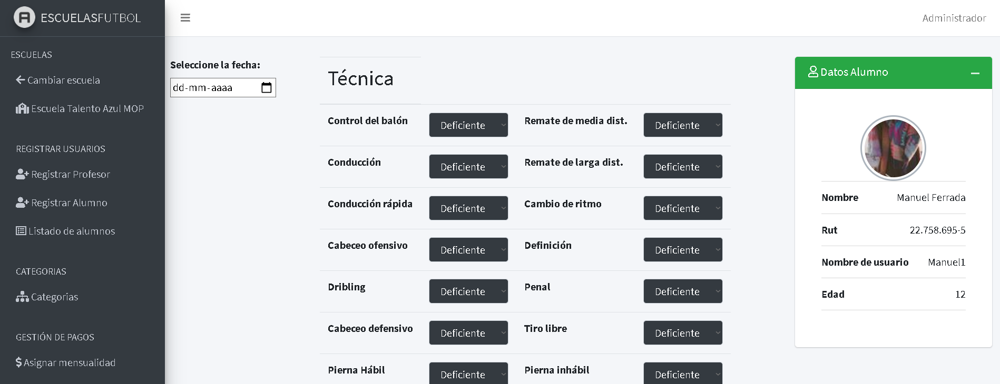 ESCUELASFUTBOL
Administrador
ESCUELAS
Cambiar escuela
Escuela Talento Azul MOP
REGISTRAR USUARIOS
Registrar Profesor
Registrar Alumno
Listado de alumnos
CATEGORIAS
Categorias
GESTIÓN DE PAGOS
Asignar mensualidad
Seleccione la fecha:
dd-mm-aaaa
Técnica
Control del balón Deficiente Remate de media dist. Deficiente
Conducción Deficiente Remate de larga dist. Deficiente
Conducción rápida Deficiente Cambio de ritmo Deficiente
Cabeceo ofensivo Deficiente Definición Deficiente
Dribling Deficiente Penal Deficiente
Cabeceo defensivo Deficiente Tiro libre Deficiente
Pierna Hábil Deficiente Pierna inhábil Deficiente
Datos Alumno
Nombre Manuel Ferrada
Rut 22.758.695-5
Nombre de usuario Manuel1
Edad 12